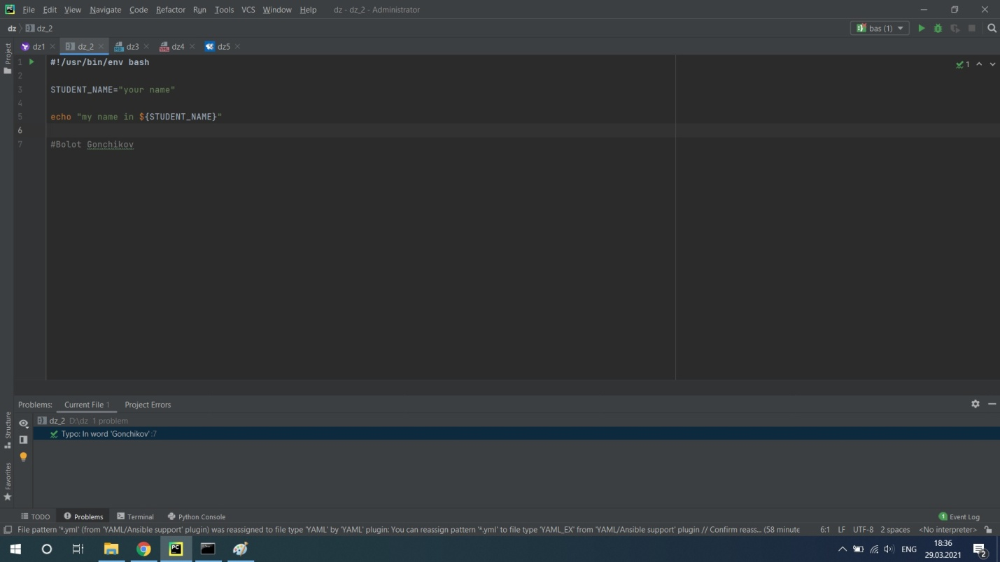 File Edit View Navigate Code Refactor Run Tools VCS Window Help dz - dz_2 - Administrator
dz dz_2 bas (1)
dz1 dz_2 dz3 dz4 dz5
Project
1 #!/usr/bin/env bash
2
3 STUDENT_NAME="your name"
4
5 echo "my name in ${STUDENT_NAME}"
6
7 #Bolot Gonchikov
1
Problems: Current File 1 Project Errors
dz_2 D:\dz 1 problem
Typo: In word 'Gonchikov' :7
Structure
Favorites
TODO Problems Terminal Python Console 1 Event Log
File pattern '*.yml' (from 'YAML/Ansible support' plugin) was reassigned to file type 'YAML' by 'YAML' plugin: You can reassign pattern '*.yml' to file type 'YAML_EX' from 'YAML/Ansible support' plugin // Confirm reass... (58 minute 6:1 LF UTF-8 2 spaces <No interpreter>
PC ENG 18:36
29.03.2021 2